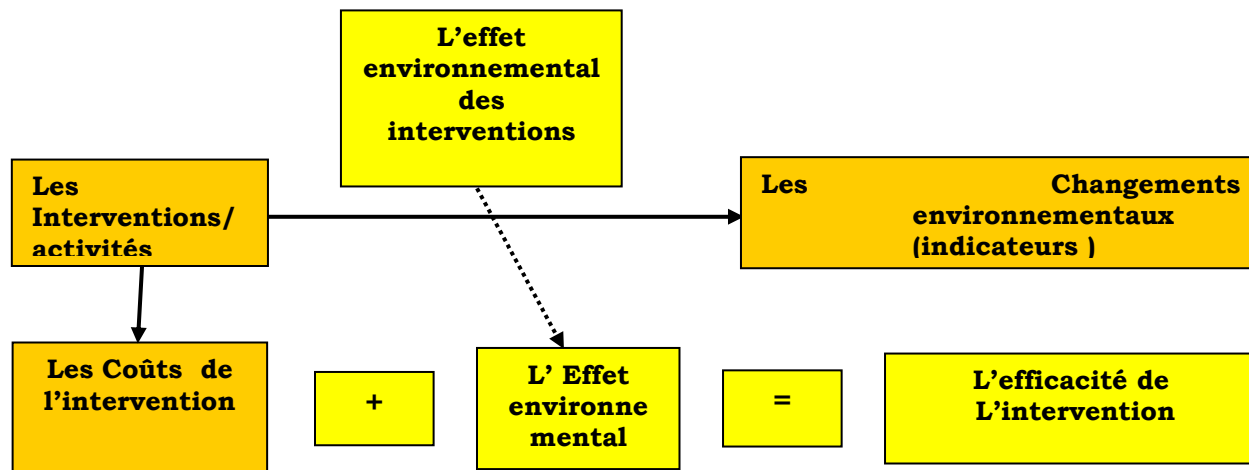 L’effet
environnemental
des
interventions
Les
Interventions/
activités
Les Changements
environnementaux
(indicateurs )
Les Coûts de
l’intervention
+
L’ Effet
environne
mental
=
L’efficacité de
L’intervention